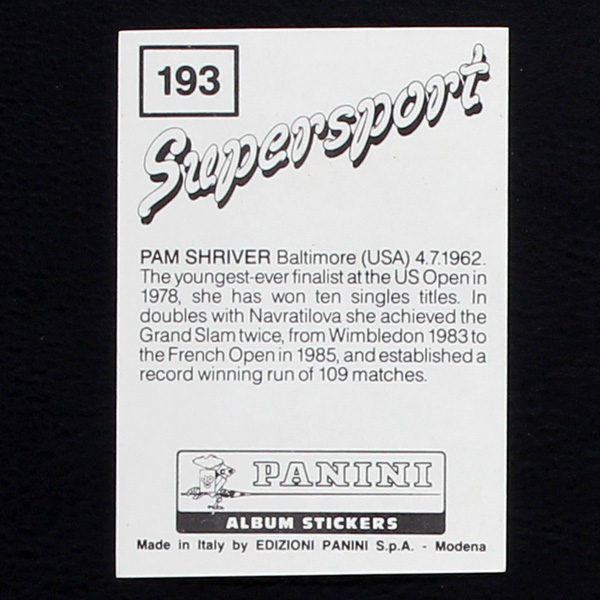 193
Supersport
PAM SHRIVER Baltimore (USA) 4.7.1962.
The youngest-ever finalist at the US Open in
1978, she has won ten singles titles. In
doubles with Navratilova she achieved the
Grand Slam twice, from Wimbledon 1983 to
the French Open in 1985, and established a
record winning run of 109 matches.
PANINI
ALBUM STICKERS
Made in Italy by EDIZIONI PANINI S.p.A. - Modena